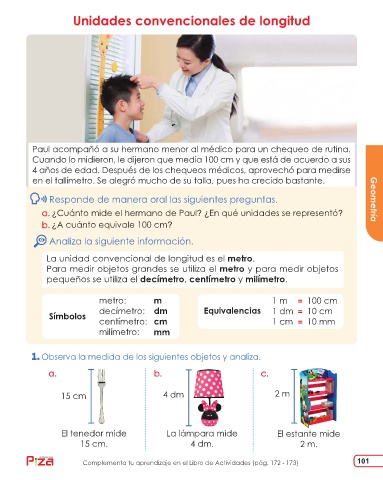 Unidades convencionales de longitud
Paul acompañó a su hermano menor al médico para un chequeo de rutina.
Cuando lo midieron, le dijeron que medía 100 cm y que está de acuerdo a sus
4 años de edad. Después de los chequeos médicos, aprovechó para medirse
en el tallímetro. Se alegró mucho de su talla, pues ha crecido bastante.
Geometría
Responde de manera oral las siguientes preguntas.
a. ¿Cuánto mide el hermano de Paul? ¿En qué unidades se representó?
b. ¿A cuánto equivale 100 cm?
Analiza la siguiente información.
La unidad convencional de longitud es el metro.
Para medir objetos grandes se utiliza el metro y para medir objetos
pequeños se utiliza el decímetro, centímetro y milímetro.
Símbolos
metro: m
decímetro: dm
centímetro: cm
milímetro: mm
Equivalencias
1 m = 100 cm
1 dm = 10 cm
1 cm = 10 mm
1. Observa la medida de los siguientes objetos y analiza.
a.
15 cm
El tenedor mide
15 cm.
b.
4 dm
La lámpara mide
4 dm.
c.
2 m
El estante mide
2 m.
Complementa tu aprendizaje en el Libro de Actividades (pág. 172 - 173)
101